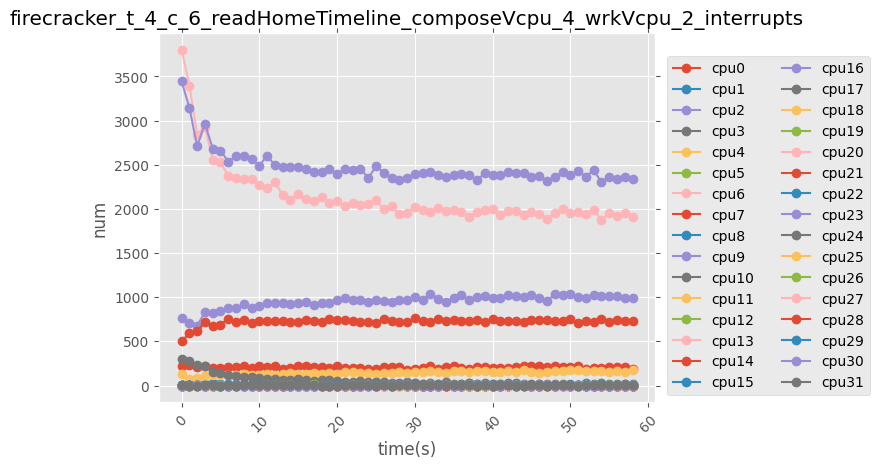 firecracker_t_4_c_6_readHomeTimeline_composeVcpu_4_wrkVcpu_2_interrupts
num
3500
3000
2500
2000
1500
1000
500
0
0
10
20
30
40
50
60
time(s)
cpu0
cpu1
cpu2
cpu3
cpu4
cpu5
cpu6
cpu7
cpu8
cpu9
cpu10
cpu11
cpu12
cpu13
cpu14
cpu15
cpu16
cpu17
cpu18
cpu19
cpu20
cpu21
cpu22
cpu23
cpu24
cpu25
cpu26
cpu27
cpu28
cpu29
cpu30
cpu31